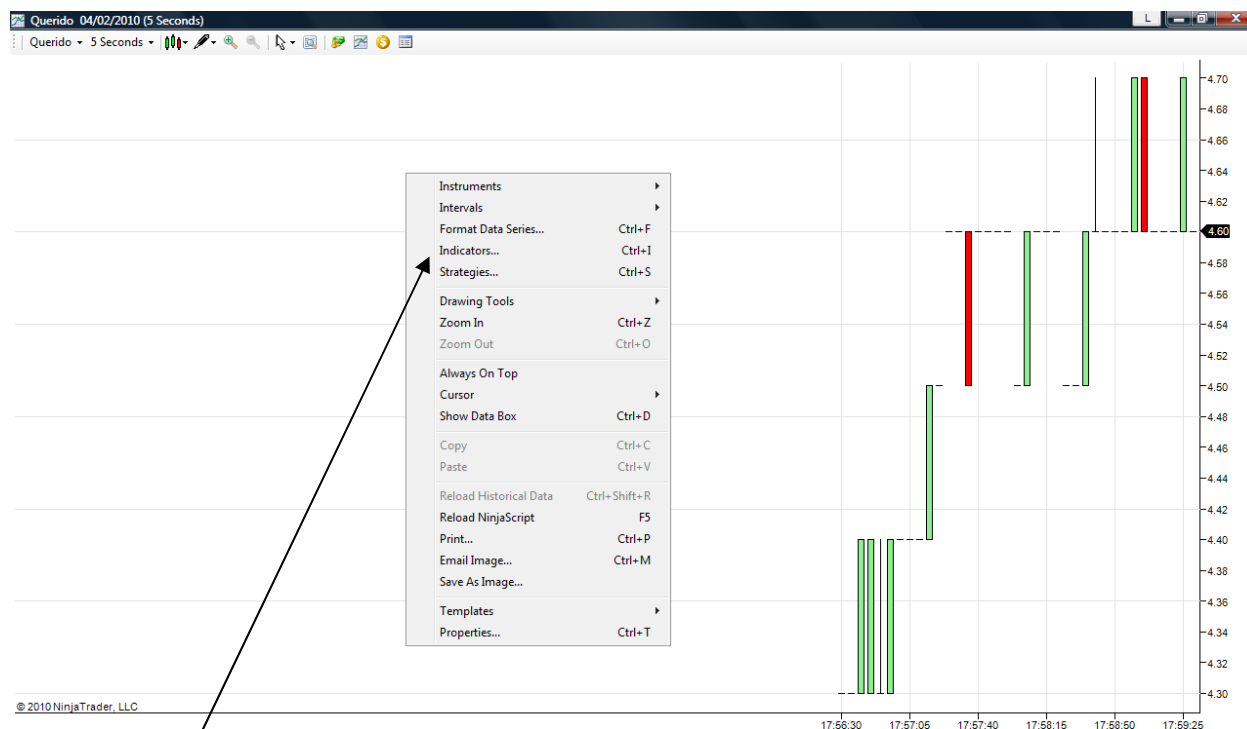 Querido 04/02/2010 (5 Seconds)
L
Querido 5 Seconds
4.70
4.68
4.66
4.64
4.62
4.60
4.58
4.56
4.54
4.52
4.50
4.48
4.46
4.44
4.42
4.40
4.38
4.36
4.34
4.32
4.30
Instruments
Intervals
Format Data Series... Ctrl+F
Indicators... Ctrl+I
Strategies... Ctrl+S
Drawing Tools
Zoom In Ctrl+Z
Zoom Out Ctrl+O
Always On Top
Cursor
Show Data Box Ctrl+D
Copy Ctrl+C
Paste Ctrl+V
Reload Historical Data Ctrl+Shift+R
Reload NinjaScript F5
Print... Ctrl+P
Email Image... Ctrl+M
Save As Image...
Templates
Properties... Ctrl+T
© 2010 NinjaTrader, LLC
17:56:30 17:57:05 17:57:40 17:58:15 17:58:50 17:59:25